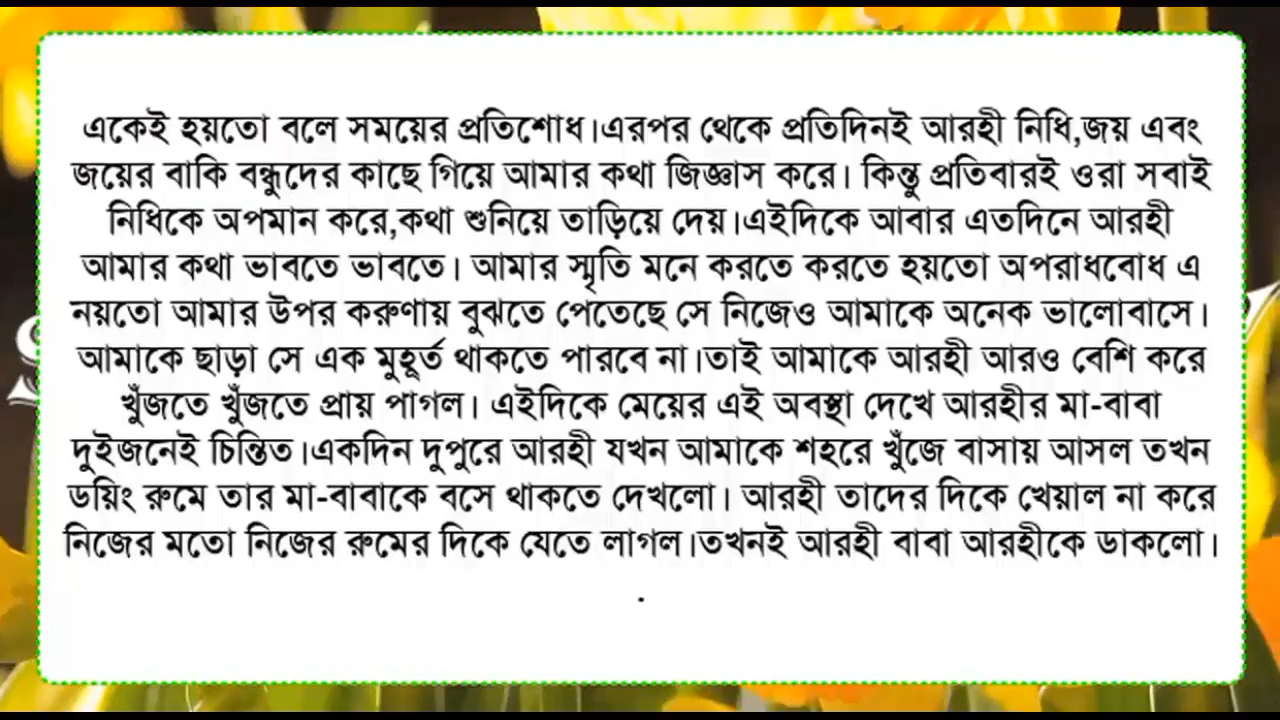 একেই হয়তো বলে সময়ের প্রতিশোধ।এরপর থেকে প্রতিদিনই আরহী নিধি,জয় এবং
জয়ের বাকি বন্ধুদের কাছে গিয়ে আমার কথা জিজ্ঞাস করে। কিন্তু প্রতিবারই ওরা সবাই
নিধিকে অপমান করে,কথা শুনিয়ে তাড়িয়ে দেয়।এইদিকে আবার এতদিনে আরহী
আমার কথা ভাবতে ভাবতে। আমার স্মৃতি মনে করতে করতে হয়তো অপরাধবোধ এ
নয়তো আমার উপর করুণায় বুঝতে পেতেছে সে নিজেও আমাকে অনেক ভালোবাসে।
আমাকে ছাড়া সে এক মুহূর্ত থাকতে পারবে না।তাই আমাকে আরহী আরও বেশি করে
খুঁজতে খুঁজতে প্রায় পাগল। এইদিকে মেয়ের এই অবস্থা দেখে আরহীর মা-বাবা
দুইজনেই চিন্তিত।একদিন দুপুরে আরহী যখন আমাকে শহরে খুঁজে বাসায় আসল তখন
ডয়িং রুমে তার মা-বাবাকে বসে থাকতে দেখলো। আরহী তাদের দিকে খেয়াল না করে
নিজের মতো নিজের রুমের দিকে যেতে লাগল।তখনই আরহী বাবা আরহীকে ডাকলো।
.